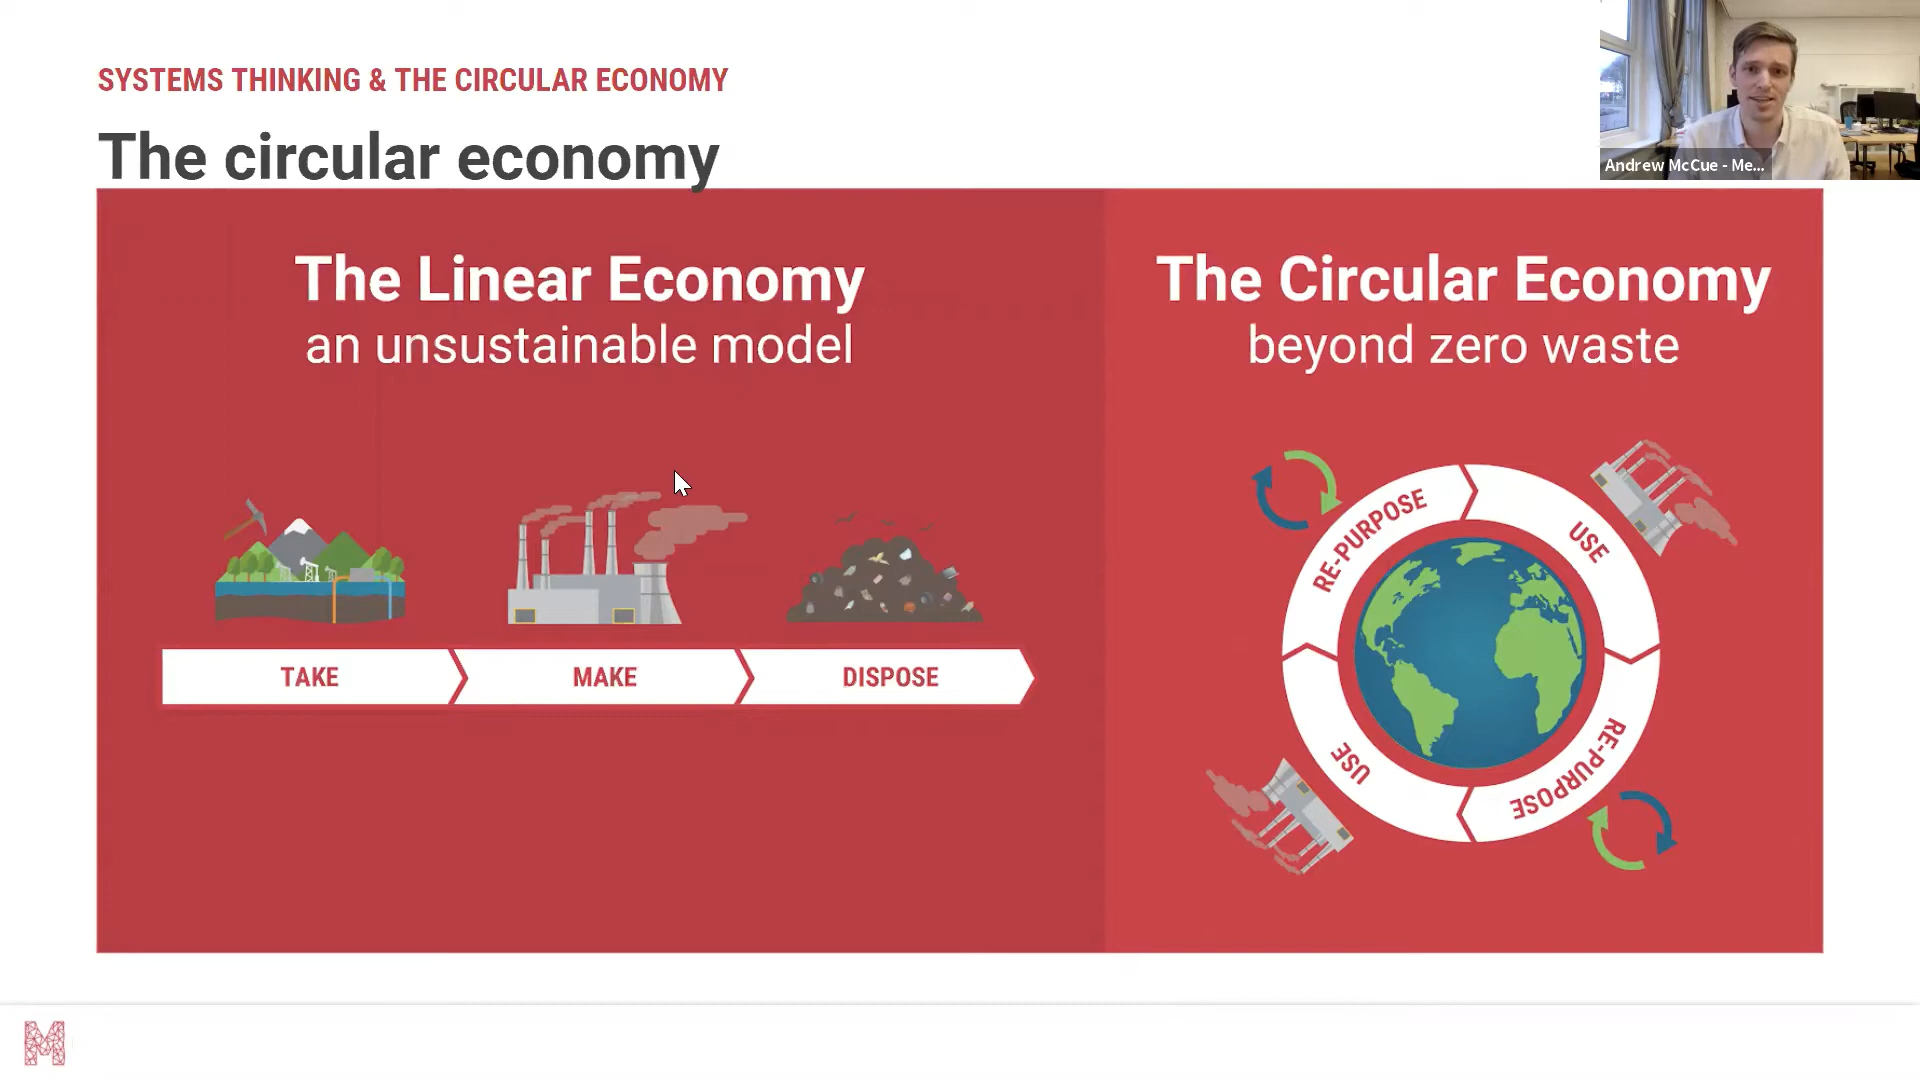 SYSTEMS THINKING & THE CIRCULAR ECONOMY
The circular economy
Andrew McCue - Me...
The Linear Economy
an unsustainable model
TAKE
MAKE
DISPOSE
The Circular Economy
beyond zero waste
RE-PURPOSE
USE
RE-PURPOSE
USE
M